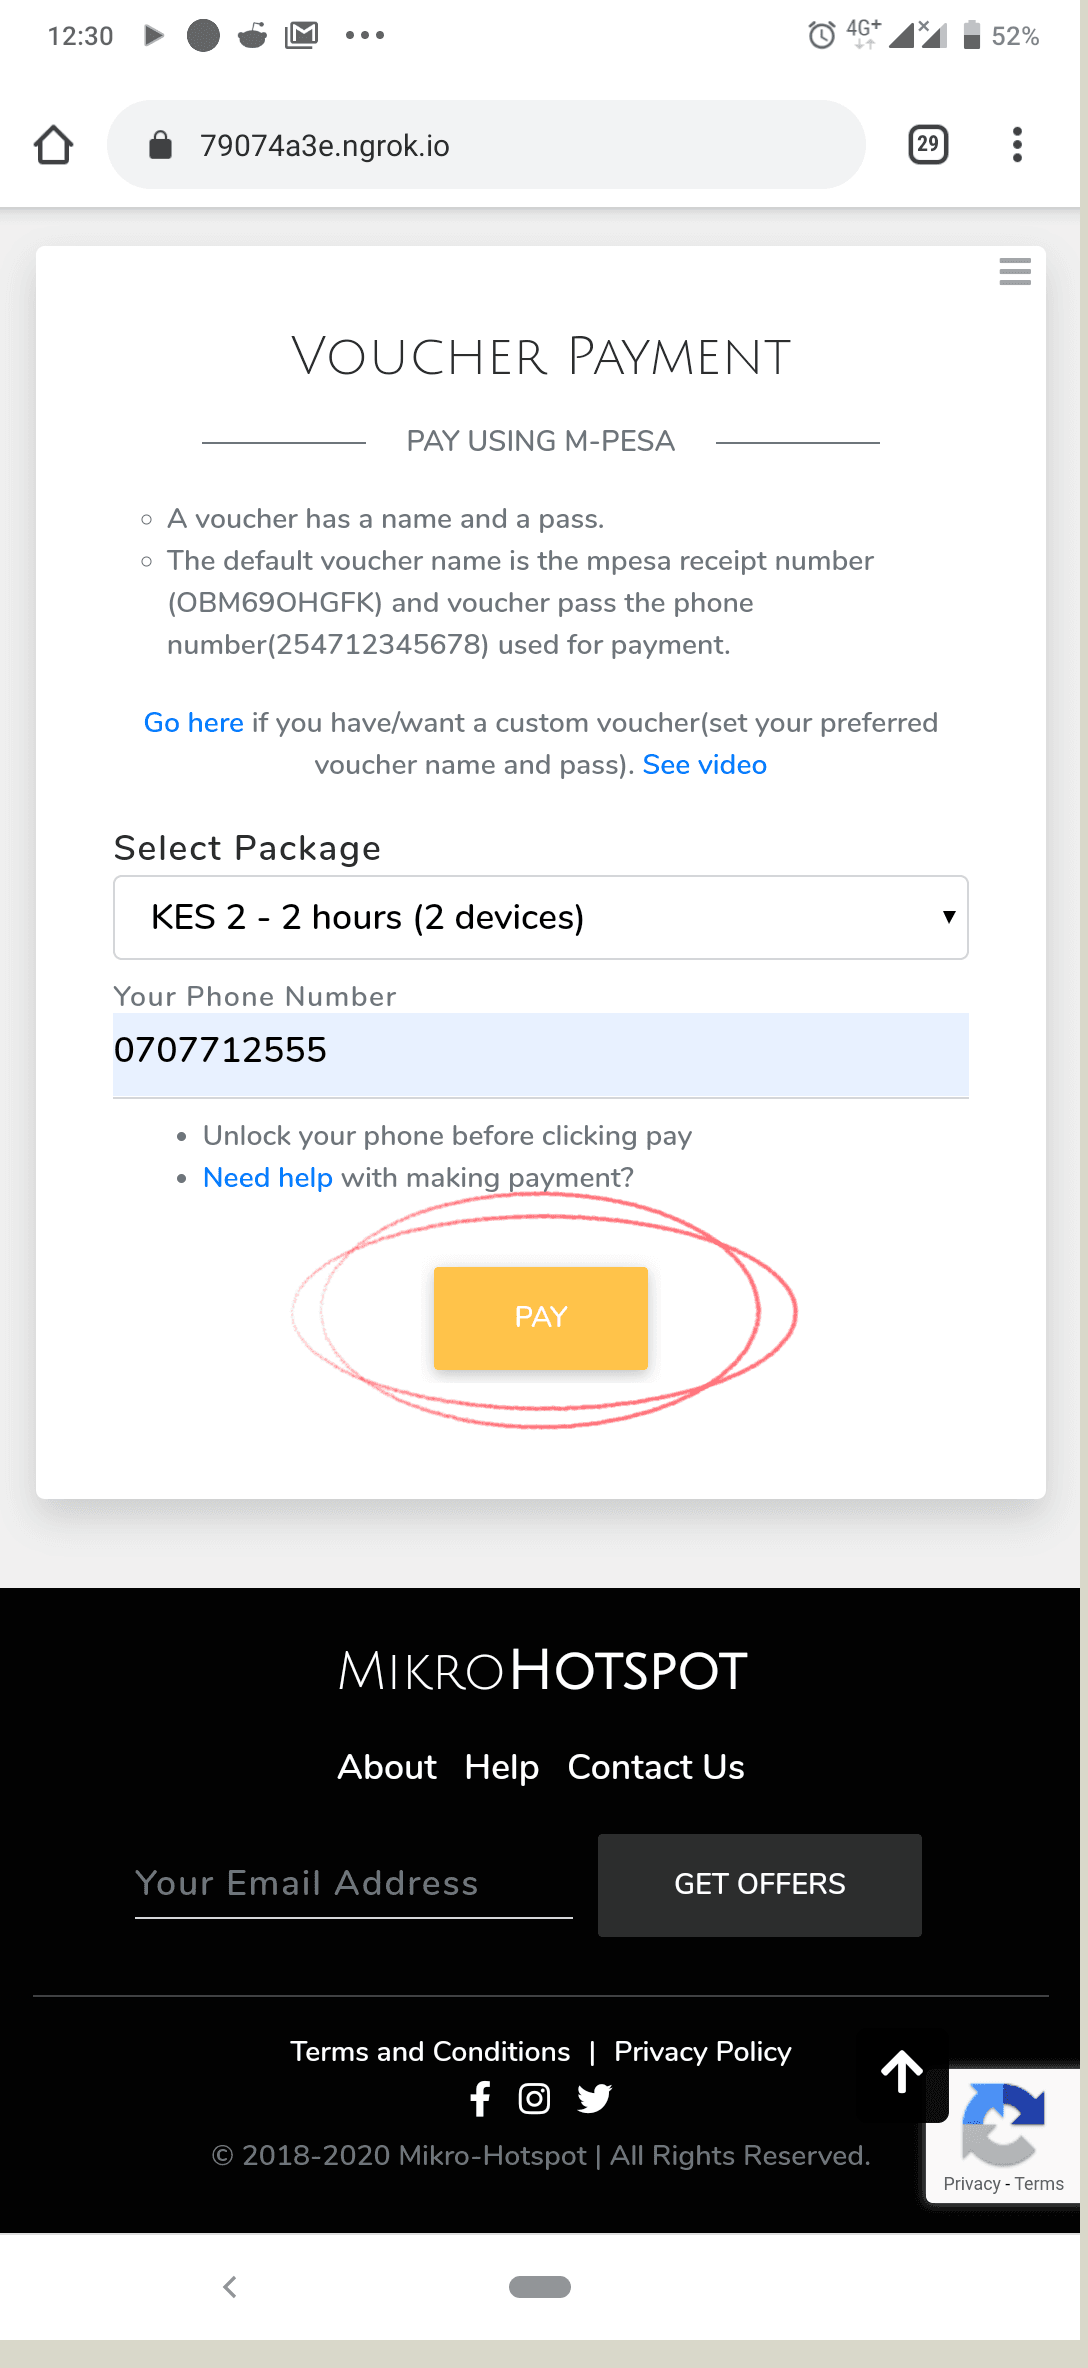 12:30
4G+
52%
79074a3e.ngrok.io
29
Voucher Payment
PAY USING M-PESA
A voucher has a name and a pass.
The default voucher name is the mpesa receipt number
(OBM69OHGFK) and voucher pass the phone
number(254712345678) used for payment.
Go here if you have/want a custom voucher(set your preferred
voucher name and pass). See video
Select Package
KES 2 - 2 hours (2 devices)
Your Phone Number
0707712555
Unlock your phone before clicking pay
Need help with making payment?
PAY
MikroHotspot
About Help Contact Us
Your Email Address
GET OFFERS
Terms and Conditions | Privacy Policy
© 2018-2020 Mikro-Hotspot | All Rights Reserved.
Privacy - Terms